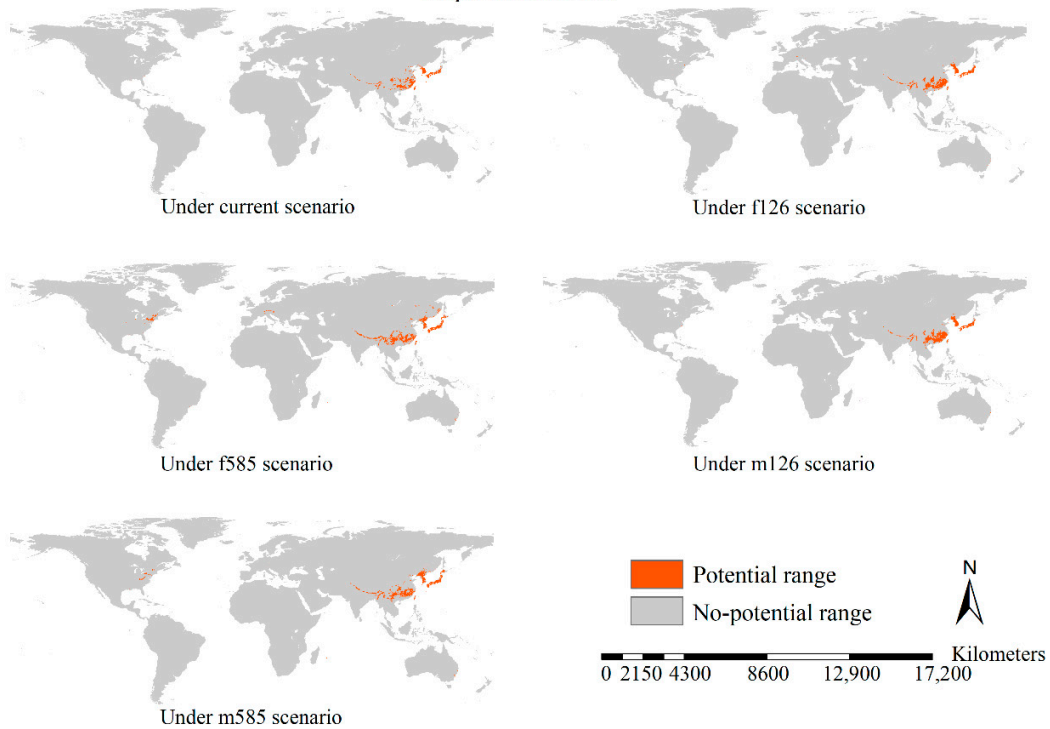 Under current scenario
Under f126 scenario
Under f585 scenario
Under m126 scenario
Under m585 scenario
Potential range
No-potential range
N
Kilometers
0 2150 4300 8600 12,900 17,200